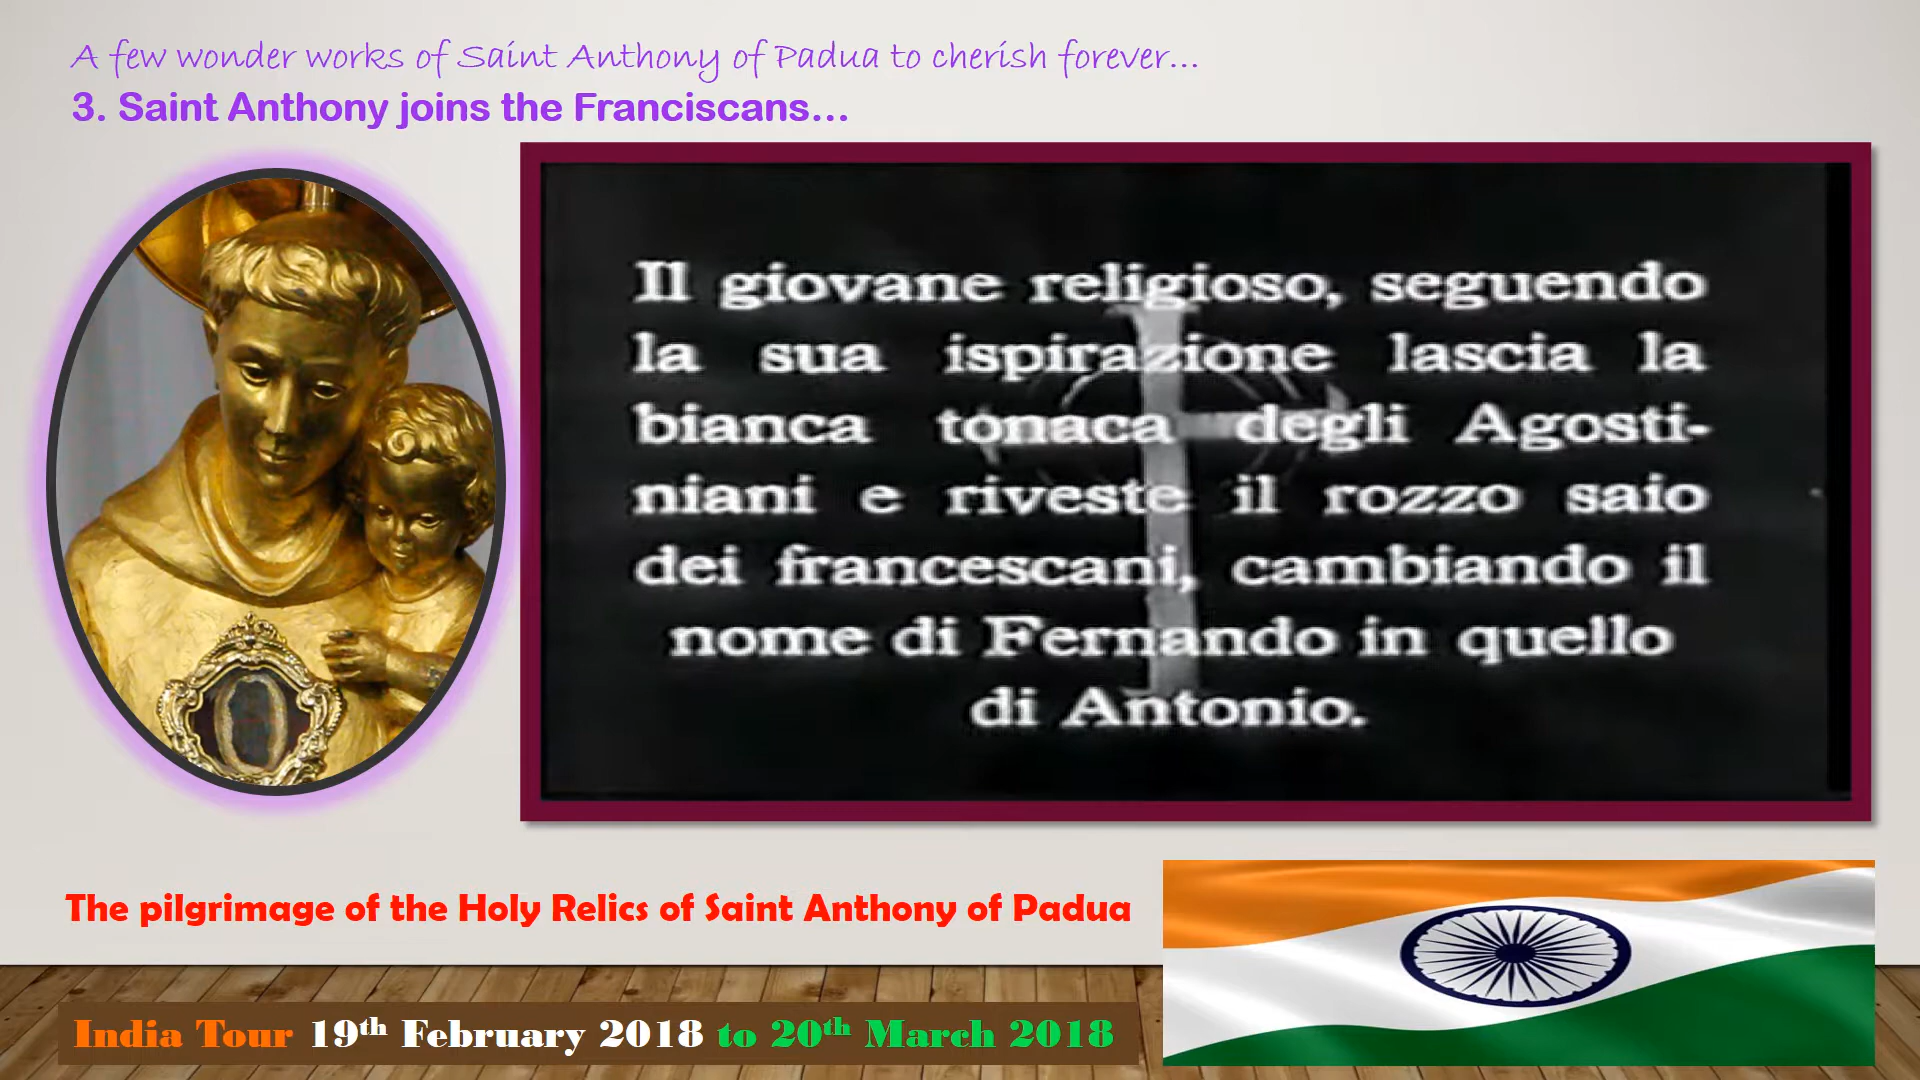 A few wonder works of Saint Anthony of Padua to cherish forever...
3. Saint Anthony joins the Franciscans...
Il giovane religioso, seguendo
la sua ispirazione lascia la
bianca tonaca degli Agosti-
niani e riveste il rozzo saio
dei francescani, cambiando il
nome di Fernando in quello
di Antonio.
The pilgrimage of the Holy Relics of Saint Anthony of Padua
India Tour 19th February 2018 to 20th March 2018